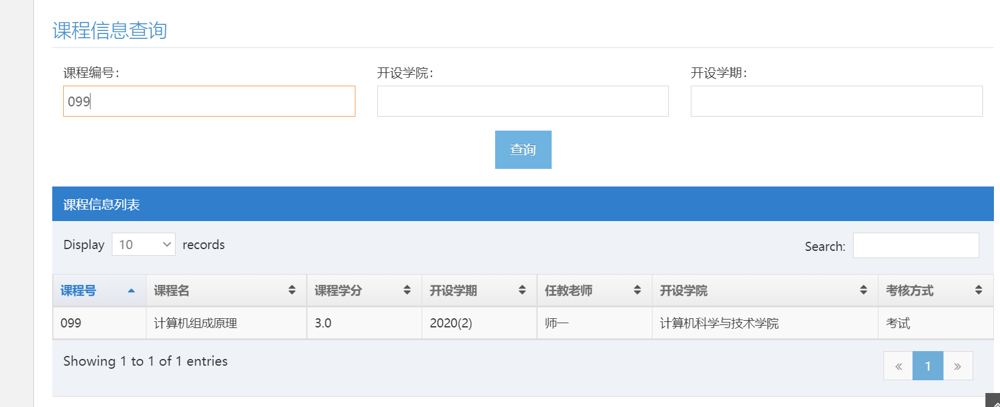 课程信息查询
课程编号: 开设学院: 开设学期:
099
查询
课程信息列表
Display 10 records Search:
课程号 课程名 课程学分 开设学期 任教老师 开设学院 考核方式
099 计算机组成原理 3.0 2020(2) 师一 计算机科学与技术学院 考试
Showing 1 to 1 of 1 entries
« 1 »